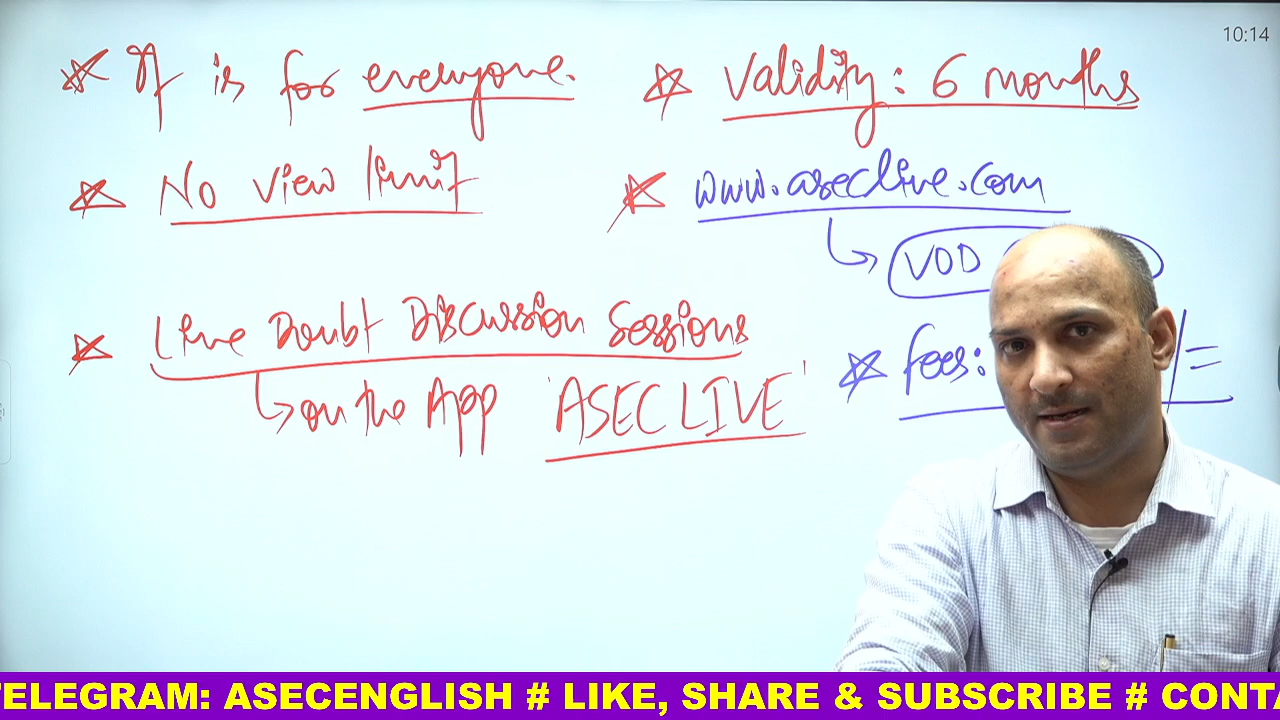 10:14
It is for everyone.
Validity: 6 months
No view limit
www.aseclive.com
VOD
Live Doubt Discussion Sessions
on the App 'ASEC LIVE'
fees: /=
TELEGRAM: ASECENGLISH # LIKE, SHARE & SUBSCRIBE # CONTA